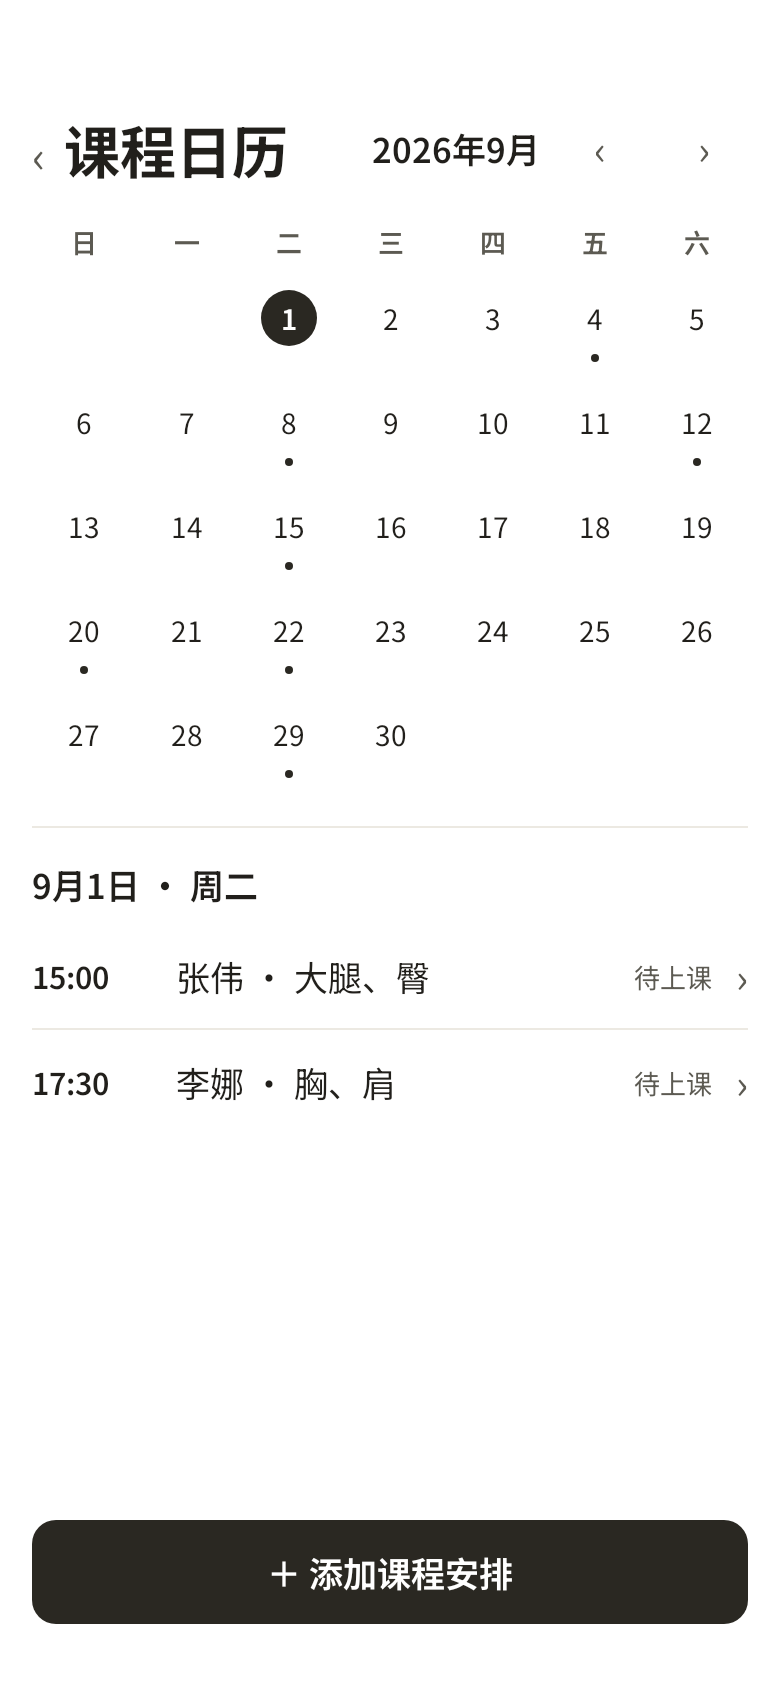 ‹ 课程日历 2026年9月 ‹ ›
日 一 二 三 四 五 六
1 2 3 4 5
6 7 8 9 10 11 12
13 14 15 16 17 18 19
20 21 22 23 24 25 26
27 28 29 30
9月1日 · 周二
15:00 张伟 · 大腿、臀 待上课 ›
17:30 李娜 · 胸、肩 待上课 ›
＋ 添加课程安排